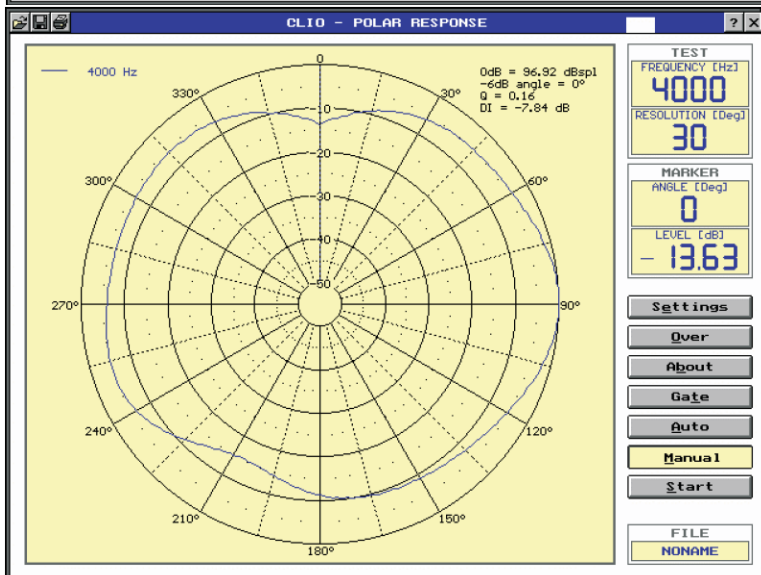 CLIO - POLAR RESPONSE
? X
4000 Hz
0dB = 96.92 dBspl
-6dB angle = 0°
Q = 0.16
DI = -7.84 dB
0
30°
60°
90°
120°
150°
180°
210°
240°
270°
300°
330°
-10
-20
-30
-40
-50
TEST
FREQUENCY [Hz]
4000
RESOLUTION [Deg]
30
MARKER
ANGLE [Deg]
0
LEVEL [dB]
- 13.63
Settings
Over
About
Gate
Auto
Manual
Start
FILE
NONAME